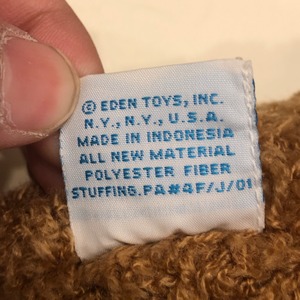 © EDEN TOYS, INC.
N.Y., N.Y., U.S.A.
MADE IN INDONESIA
ALL NEW MATERIAL
POLYESTER FIBER
STUFFING.PA#4F/J/01